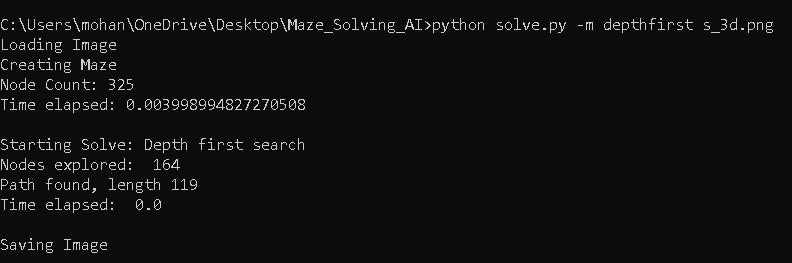 C:\Users\mohan\OneDrive\Desktop\Maze_Solving_AI>python solve.py -m depthfirst s_3d.png
Loading Image
Creating Maze
Node Count: 325
Time elapsed: 0.003998994827270508
Starting Solve: Depth first search
Nodes explored:  164
Path found, length 119
Time elapsed:  0.0
Saving Image